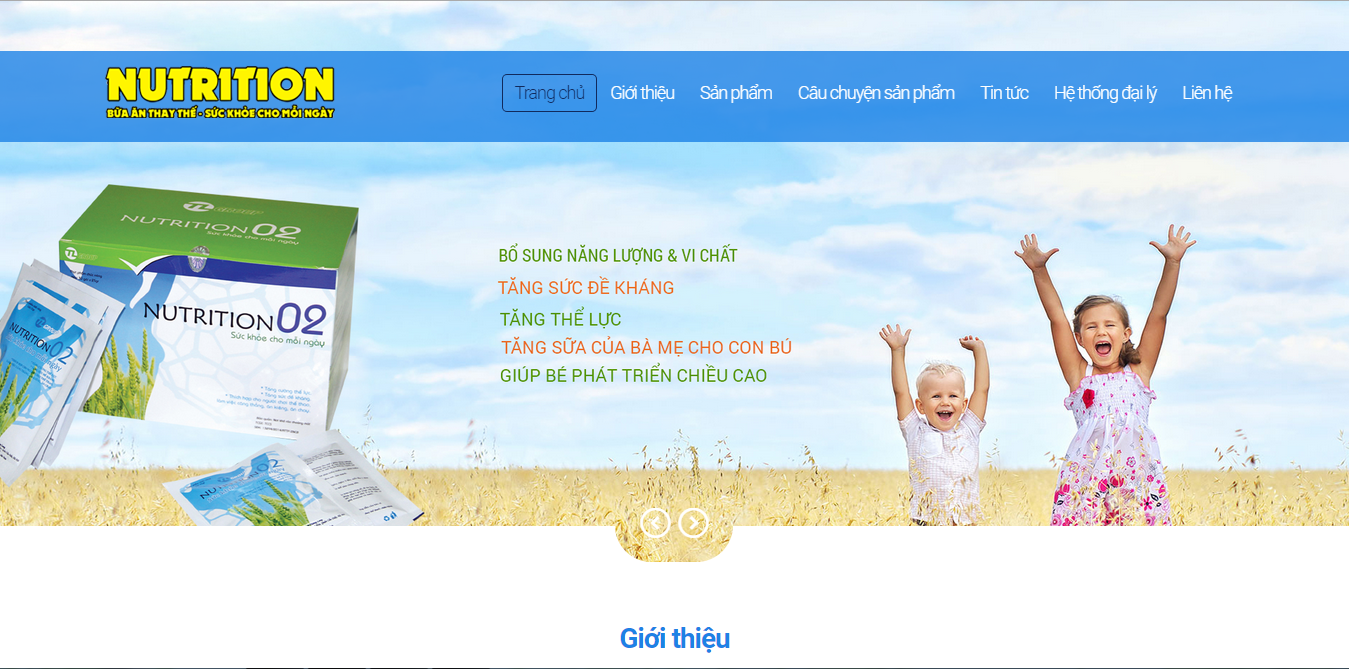 NUTRITION
BỮA ĂN THAY THẾ - SỨC KHỎE CHO MỖI NGÀY
Trang chủ Giới thiệu Sản phẩm Câu chuyện sản phẩm Tin tức Hệ thống đại lý Liên hệ
NUTRITION 02
Sức khỏe cho mỗi ngày
NUTRITION 02
Sức khỏe cho mỗi ngày
BỔ SUNG NĂNG LƯỢNG & VI CHẤT
TĂNG SỨC ĐỀ KHÁNG
TĂNG THỂ LỰC
TĂNG SỮA CỦA BÀ MẸ CHO CON BÚ
GIÚP BÉ PHÁT TRIỂN CHIỀU CAO
NUTRITION 02
Giới thiệu